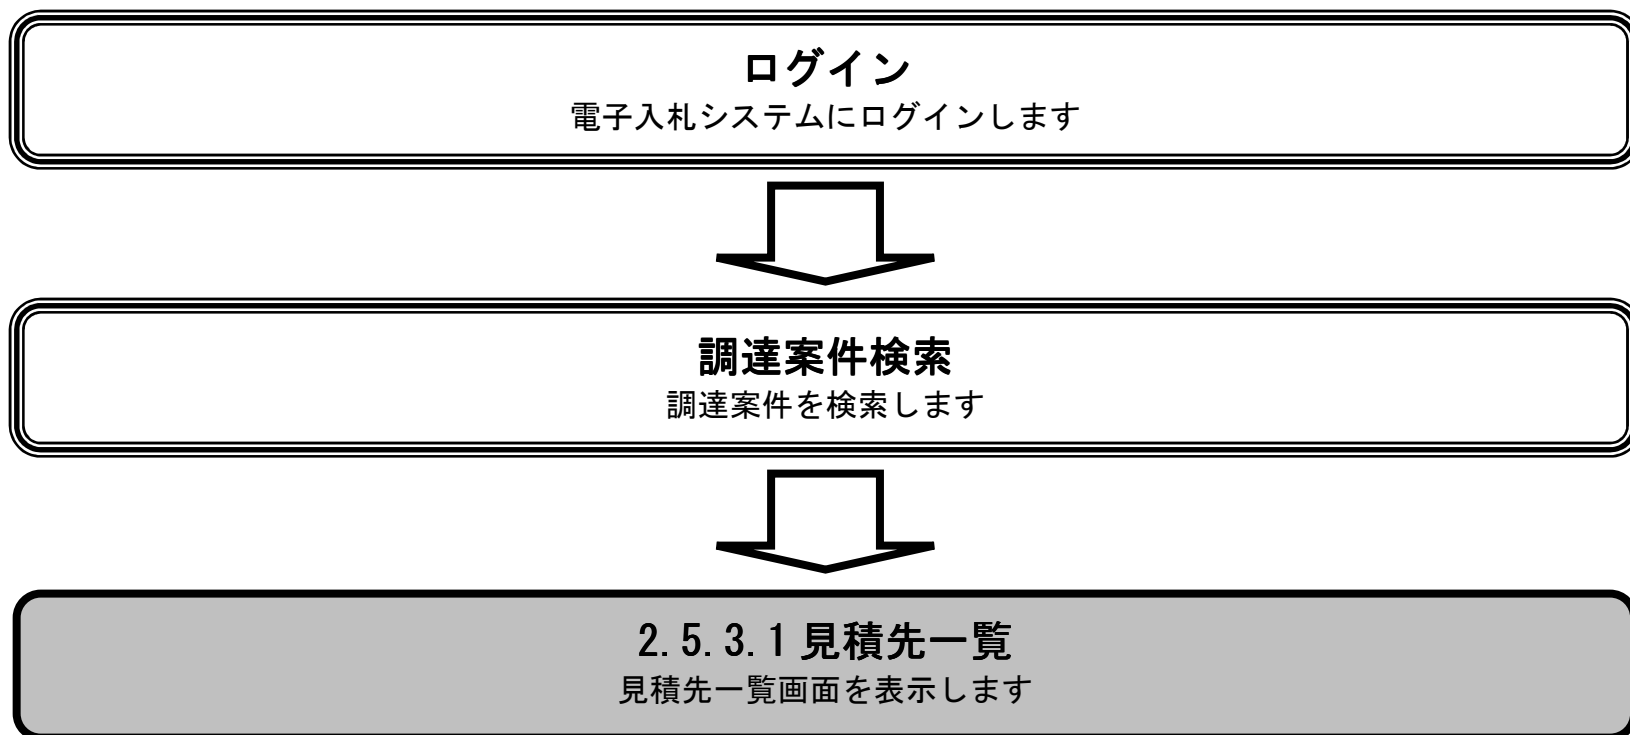 ログイン
電子入札システムにログインします
調達案件検索
調達案件を検索します
2.5.3.1 見積先一覧
見積先一覧画面を表示します